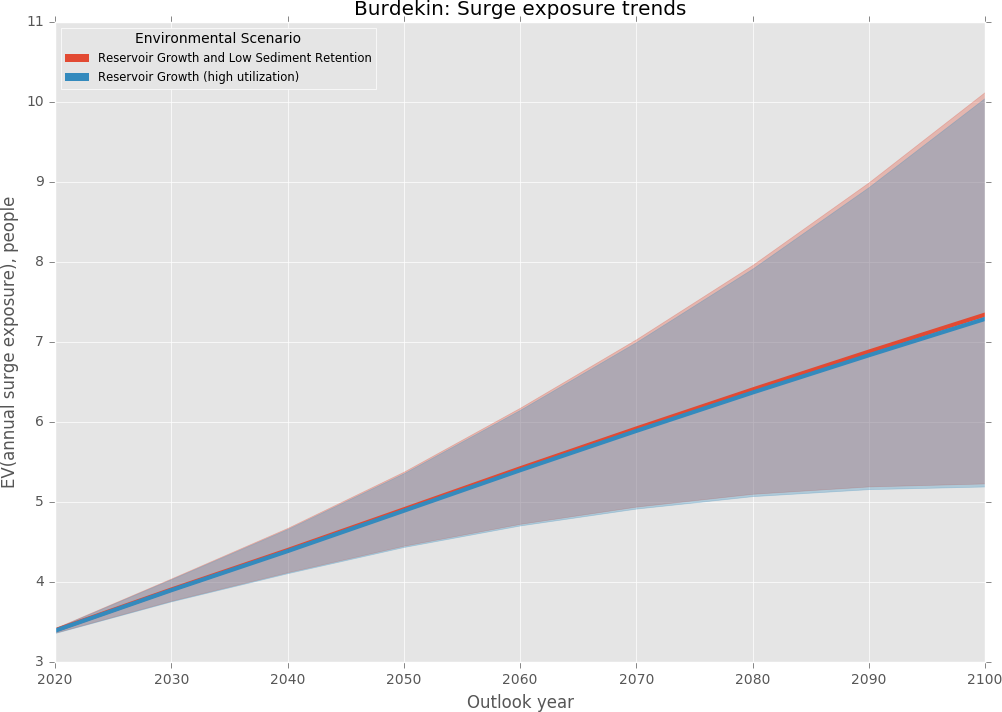 Burdekin: Surge exposure trends
Environmental Scenario
Reservoir Growth and Low Sediment Retention
Reservoir Growth (high utilization)
EV(annual surge exposure), people
11
10
9
8
7
6
5
4
3
2020 2030 2040 2050 2060 2070 2080 2090 2100
Outlook year